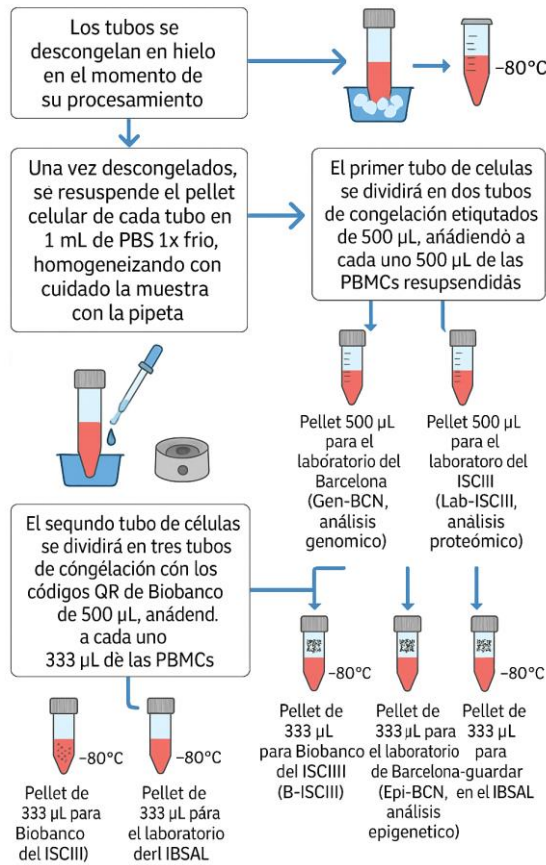 Los tubos se
descongelan en hielo
en el momento de
su procesamiento
–80°C
Una vez descongelados,
se resuspende el pellet
celular de cada tubo en
1 mL de PBS 1x frio,
homogeneizando con
cuidado la muestra
con la pipeta
El primer tubo de celulas
se dividirá en dos tubos
de congelación etiqutados
de 500 µL, añádiendo a
cada uno 500 µL de las
PBMCs resupsendidás
Pellet 500 µL
para el
labóratorio del
Barcelona
(Gen-BCN,
análisis
genomico)
Pellet 500 µL
para el
laboratoro del
ISCIII
(Lab-ISCIII,
análisis
proteómico)
El sequndo tubo de células
se dividirá en tres tubos
de cóngélación cón los
códigos QR de Biobanco
de 500 µL, anádend.
a cada uno
333 µL dè las PBMCs
–80°C
Pellet de
333 µL
para Biobanco
del ISCIIII
(B-ISCIII)
Pellet de
333 µL para
el laboratorio
de Barcelona-
(Epi-BCN,
análisis
epigenetico)
–80°C
Pellet de
333 µL
para
guardar
en el IBSAL
–80°C
Pellet de
333 µL para
Biobanco
del ISCIII)
–80°C
Pellet de
333 µL pára
el laboratorio
derl IBSAL